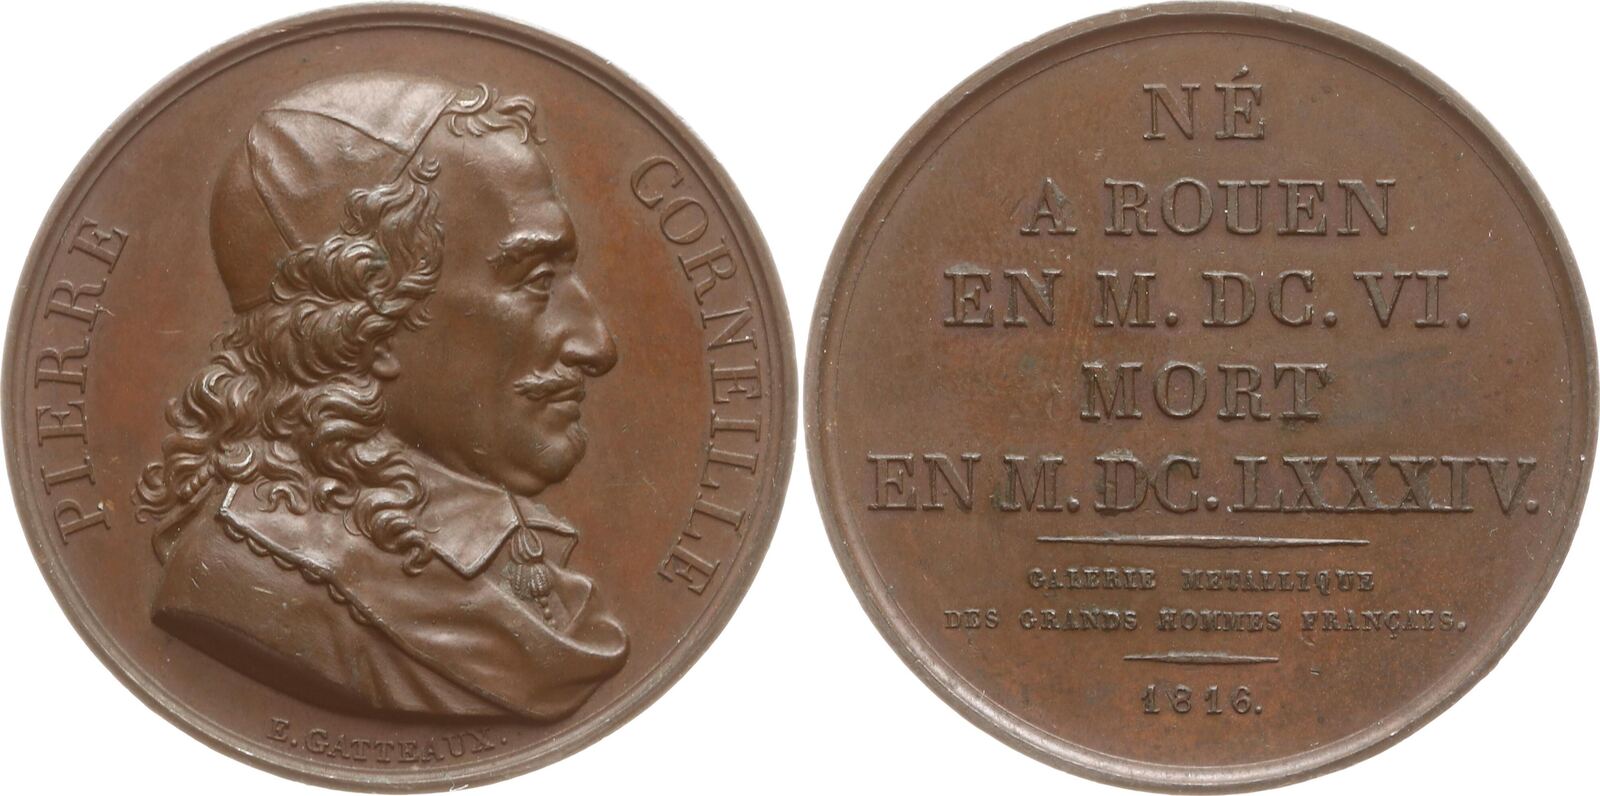 PIERRE CORNEILLE
E. GATTEAUX.
NÉ
A ROUEN
EN M. DC. VI.
MORT
EN M. DC. LXXXIV.
GALERIE METALLIQUE
DES GRANDS HOMMES FRANÇAIS.
1816.